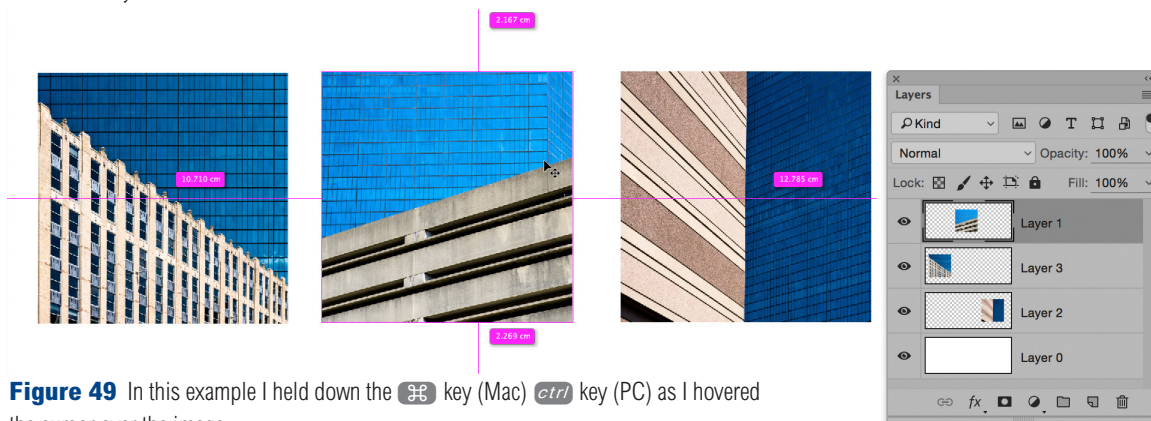 2.167 cm
10.710 cm
12.785 cm
2.269 cm
Layers
Kind
T
Normal
Opacity: 100%
Lock:
Fill: 100%
Layer 1
Layer 3
Layer 2
Layer 0
fx
Figure 49 In this example I held down the ⌘ key (Mac) ctrl key (PC) as I hovered